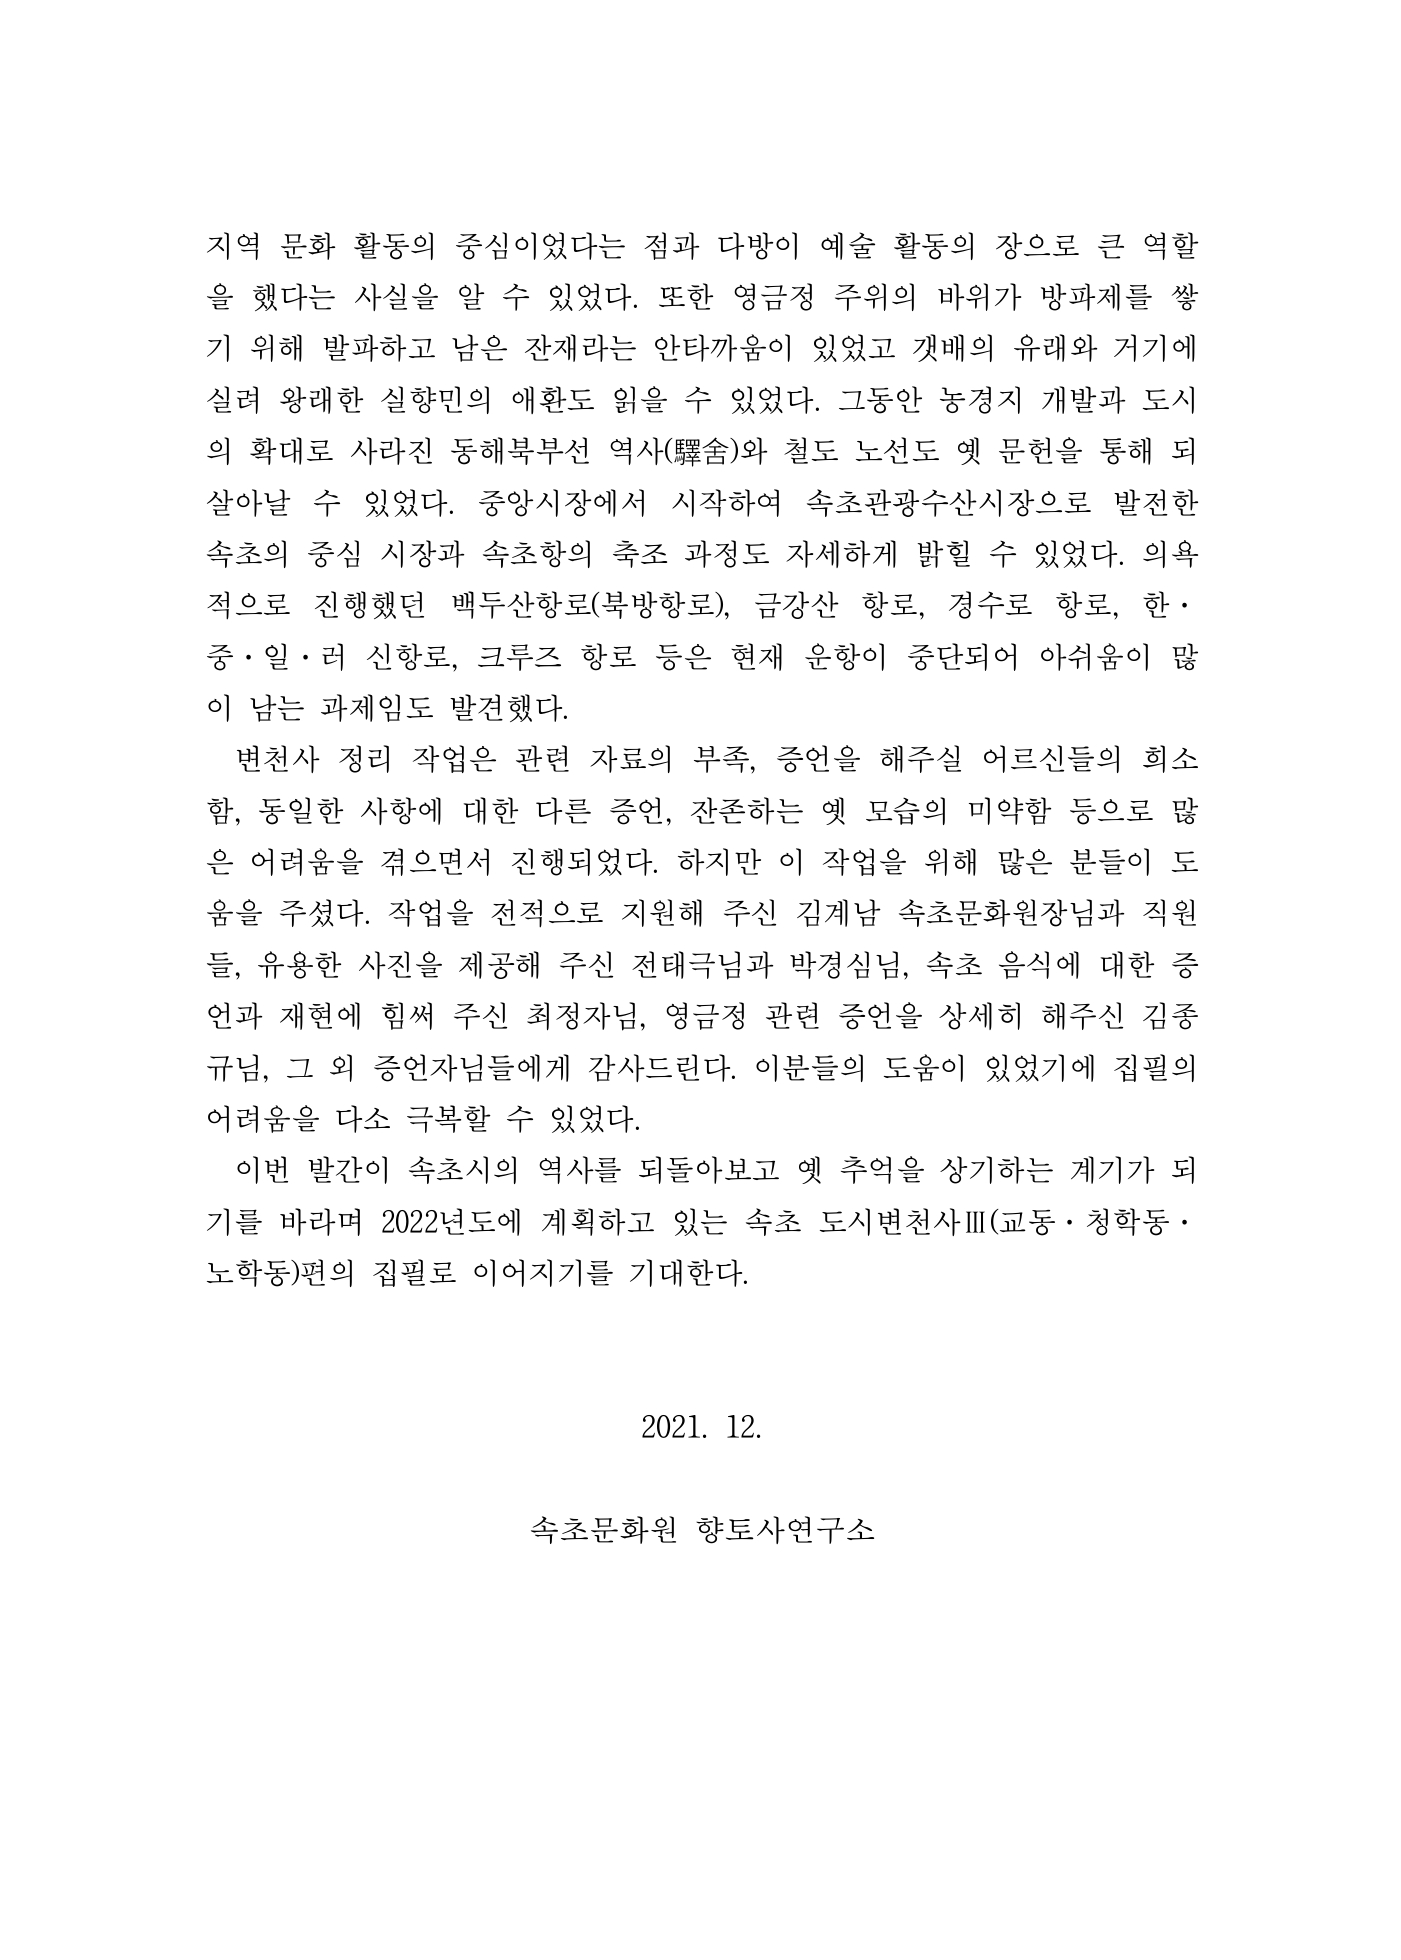 지역 문화 활동의 중심이었다는 점과 다방이 예술 활동의 장으로 큰 역할
을 했다는 사실을 알 수 있었다. 또한 영금정 주위의 바위가 방파제를 쌓
기 위해 발파하고 남은 잔재라는 안타까움이 있었고 갯배의 유래와 거기에
실려 왕래한 실향민의 애환도 읽을 수 있었다. 그동안 농경지 개발과 도시
의 확대로 사라진 동해북부선 역사(驛舍)와 철도 노선도 옛 문헌을 통해 되
살아날 수 있었다. 중앙시장에서 시작하여 속초관광수산시장으로 발전한
속초의 중심 시장과 속초항의 축조 과정도 자세하게 밝힐 수 있었다. 의욕
적으로 진행했던 백두산항로(북방항로), 금강산 항로, 경수로 항로, 한·
중·일·러 신항로, 크루즈 항로 등은 현재 운항이 중단되어 아쉬움이 많
이 남는 과제임도 발견했다.
변천사 정리 작업은 관련 자료의 부족, 증언을 해주실 어르신들의 희소
함, 동일한 사항에 대한 다른 증언, 잔존하는 옛 모습의 미약함 등으로 많
은 어려움을 겪으면서 진행되었다. 하지만 이 작업을 위해 많은 분들이 도
움을 주셨다. 작업을 전적으로 지원해 주신 김계남 속초문화원장님과 직원
들, 유용한 사진을 제공해 주신 전태극님과 박경심님, 속초 음식에 대한 증
언과 재현에 힘써 주신 최정자님, 영금정 관련 증언을 상세히 해주신 김종
규님, 그 외 증언자님들에게 감사드린다. 이분들의 도움이 있었기에 집필의
어려움을 다소 극복할 수 있었다.
이번 발간이 속초시의 역사를 되돌아보고 옛 추억을 상기하는 계기가 되
기를 바라며 2022년도에 계획하고 있는 속초 도시변천사Ⅲ(교동·청학동·
노학동)편의 집필로 이어지기를 기대한다.
2021. 12.
속초문화원 향토사연구소